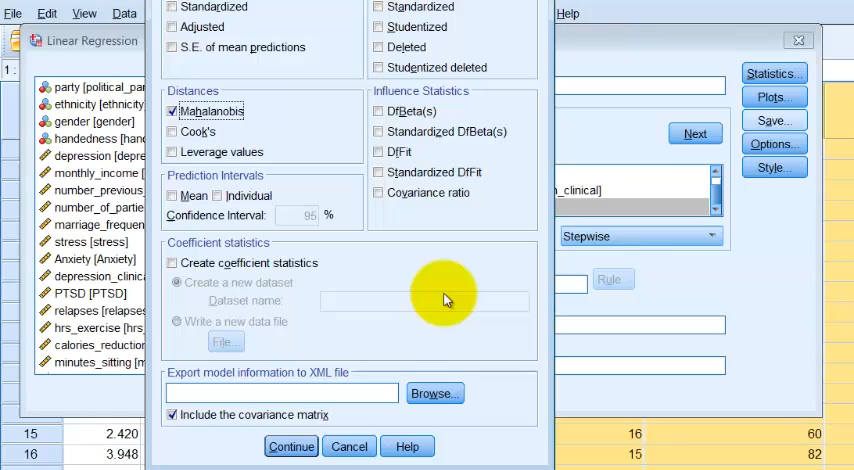 File Edit View Data
Help
Linear Regression
1 :
party [political_par
ethnicity [ethnicity
gender [gender]
handedness [hand
depression [depre
monthly_income [
number_previous_
number_of_parties
marriage_frequen
stress [stress]
Anxiety [Anxiety]
depression_clinica
PTSD [PTSD]
relapses [relapses
hrs_exercise [hrs_
calories_reduction
minutes_sitting [m
Standardized
Adjusted
S.E. of mean predictions
Standardized
Studentized
Deleted
Studentized deleted
Distances
Mahalanobis
Cook's
Leverage values
Influence Statistics
DfBeta(s)
Standardized DfBeta(s)
DfFit
Standardized DfFit
Covariance ratio
Prediction Intervals
Mean Individual
Confidence Interval: 95 %
Coefficient statistics
Create coefficient statistics
Create a new dataset
Dataset name:
Write a new data file
File...
Export model information to XML file
Browse...
Include the covariance matrix
Continue Cancel Help
Next
n_clinical]
Stepwise
Rule...
Statistics...
Plots...
Save...
Options...
Style...
15 2.420 16 60
16 3.948 15 82